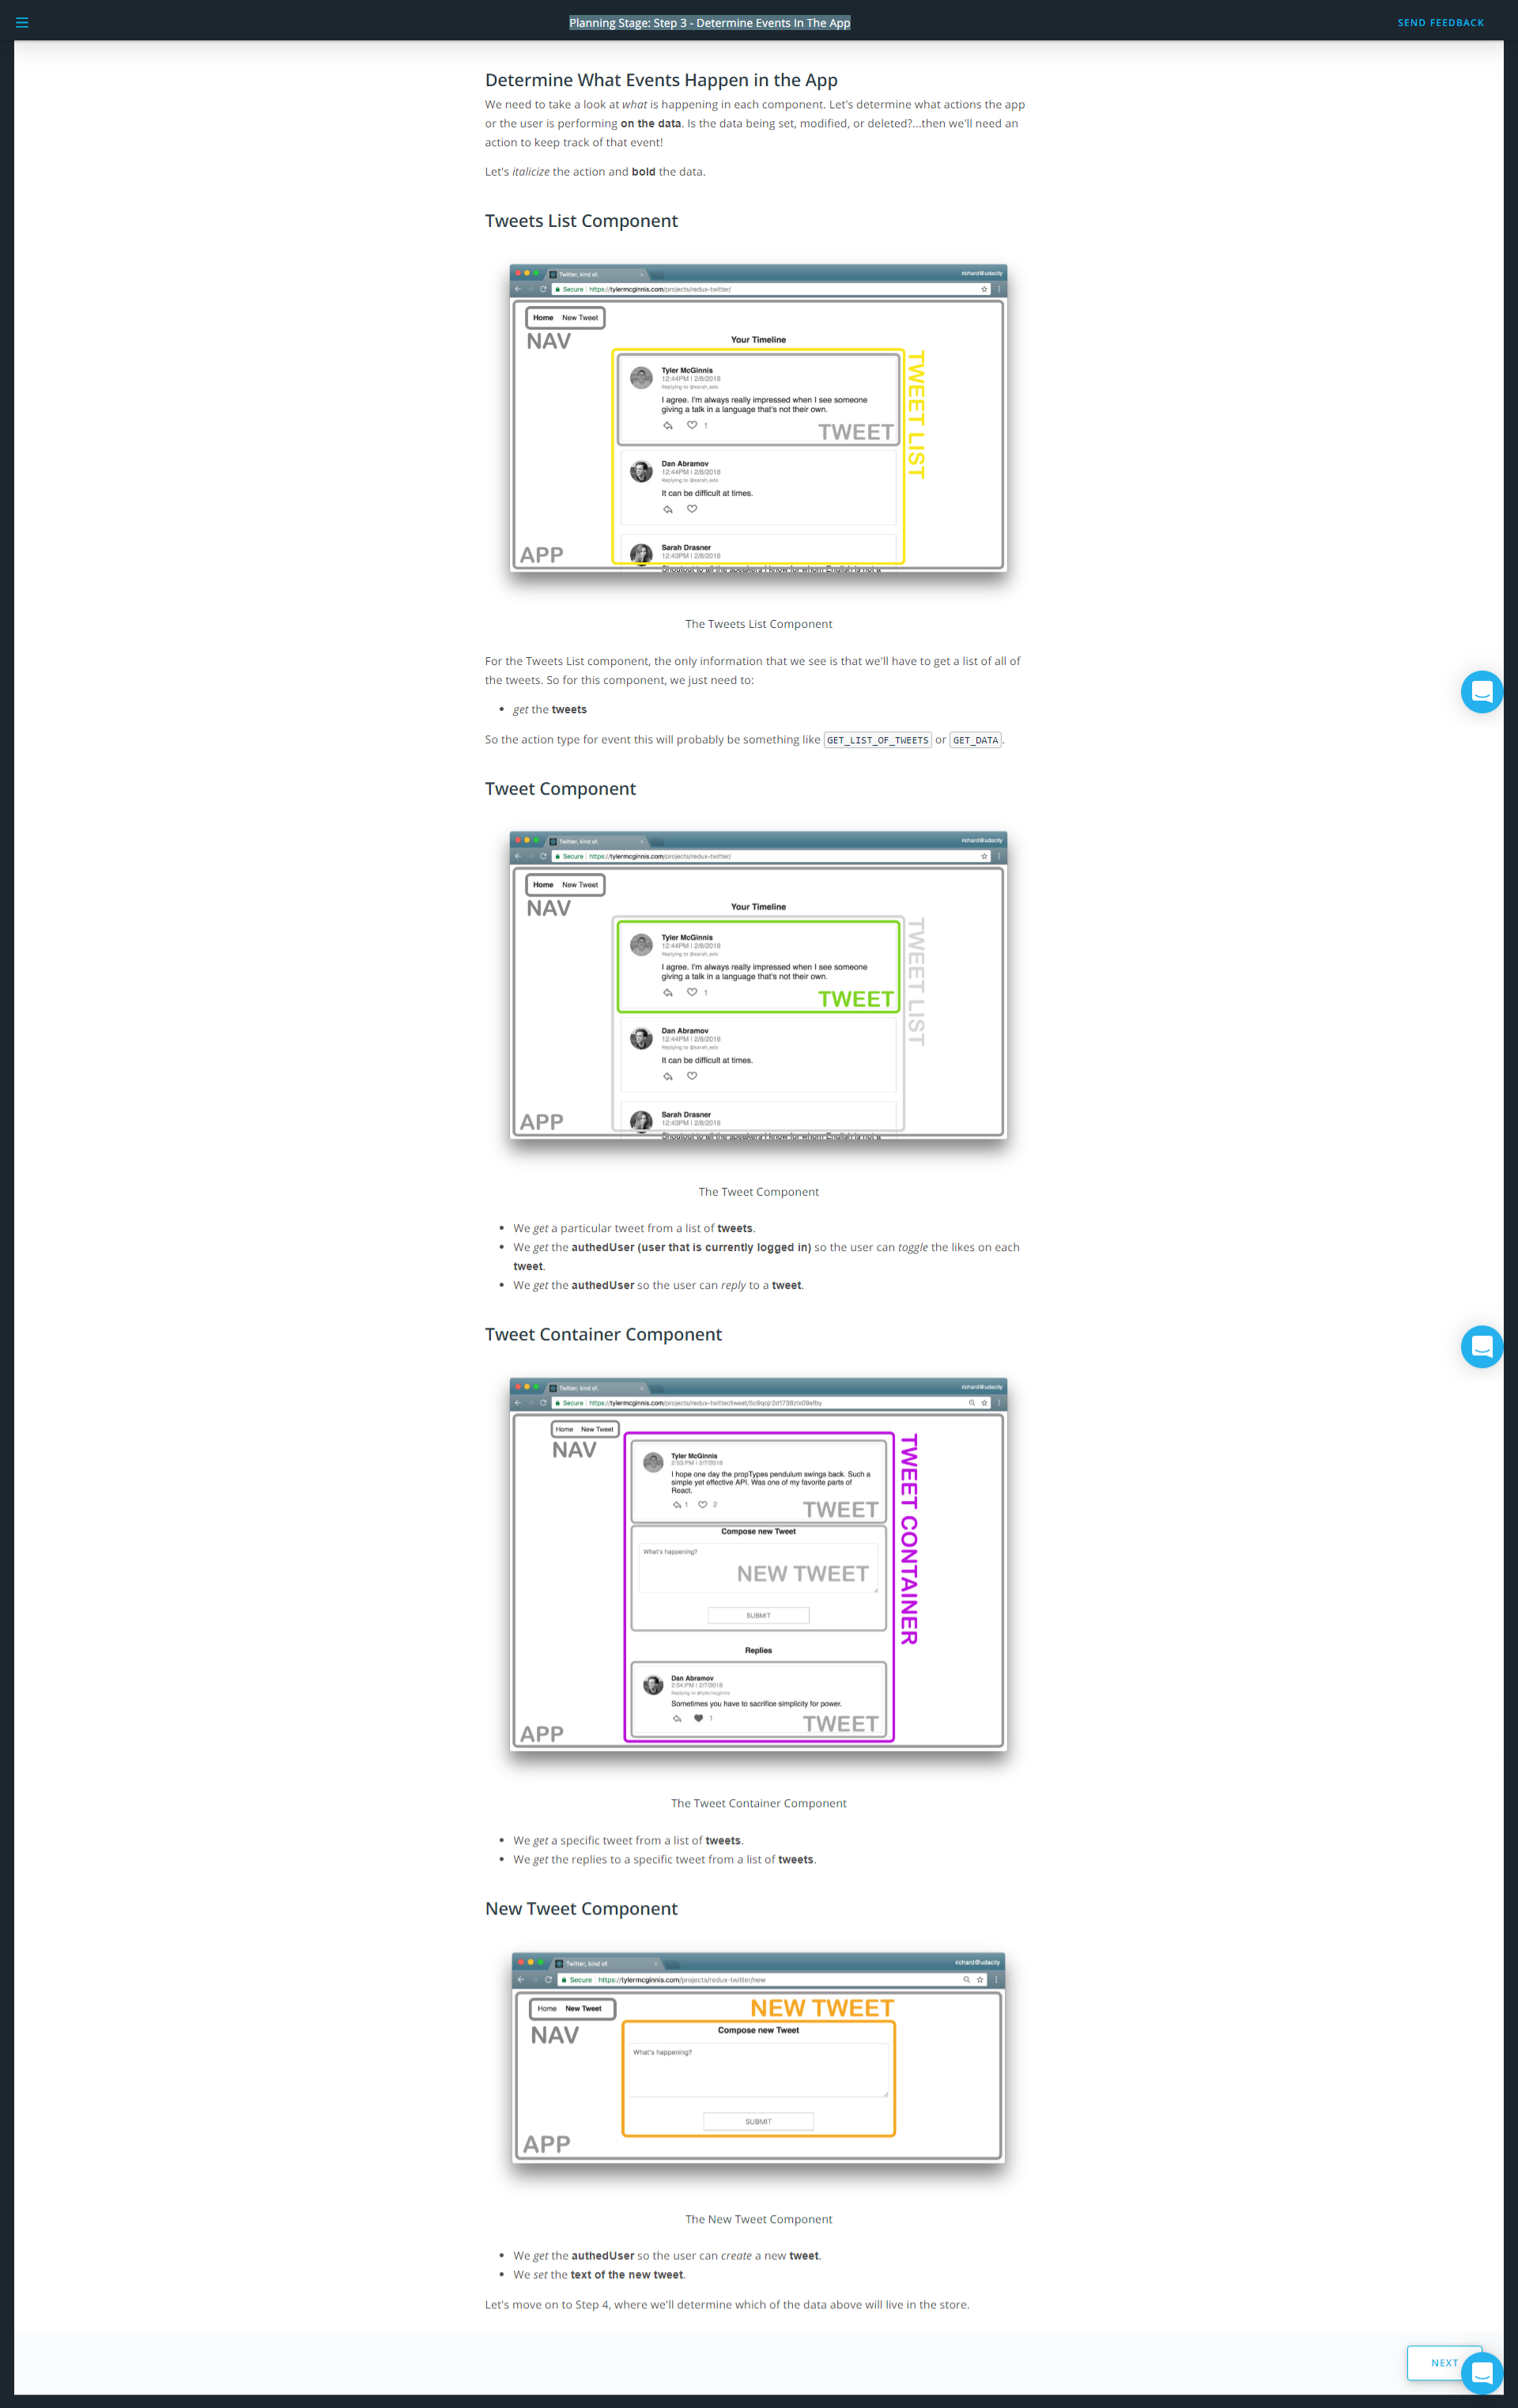 Planning Stage: Step 3 - Determine Events In The App
SEND FEEDBACK
Determine What Events Happen in the App
We need to take a look at what is happening in each component. Let's determine what actions the app
or the user is performing on the data. Is the data being set, modified, or deleted?...then we'll need an
action to keep track of that event!
Let's italicize the action and bold the data.
Tweets List Component
Twitter, kind of.
richard@udacity
Secure https://tylermcginnis.com/projects/redux-twitter/
Home New Tweet
NAV
Your Timeline
Tyler McGinnis
12:44PM | 2/8/2018
Replying to @sarah_edo
I agree. I'm always really impressed when I see someone
giving a talk in a language that's not their own.
1
TWEET
TWEET LIST
Dan Abramov
12:44PM | 2/8/2018
Replying to @sarah_edo
It can be difficult at times.
Sarah Drasner
12:43PM | 2/8/2018
Shoutout to all the speakers I know for whom English is not a
APP
The Tweets List Component
For the Tweets List component, the only information that we see is that we'll have to get a list of all of
the tweets. So for this component, we just need to:
• get the tweets
So the action type for event this will probably be something like GET_LIST_OF_TWEETS or GET_DATA.
Tweet Component
Twitter, kind of.
richard@udacity
Secure https://tylermcginnis.com/projects/redux-twitter/
Home New Tweet
NAV
Your Timeline
Tyler McGinnis
12:44PM | 2/8/2018
Replying to @sarah_edo
I agree. I'm always really impressed when I see someone
giving a talk in a language that's not their own.
1
TWEET
TWEET LIST
Dan Abramov
12:44PM | 2/8/2018
Replying to @sarah_edo
It can be difficult at times.
Sarah Drasner
12:43PM | 2/8/2018
Shoutout to all the speakers I know for whom English is not a
APP
The Tweet Component
• We get a particular tweet from a list of tweets.
• We get the authedUser (user that is currently logged in) so the user can toggle the likes on each
tweet.
• We get the authedUser so the user can reply to a tweet.
Tweet Container Component
Twitter, kind of.
richard@udacity
Secure https://tylermcginnis.com/projects/redux-twitter/tweet/
Home New Tweet
NAV
Tyler McGinnis
2:53 PM | 2/7/2018
I hope one day the propTypes pendulum swings back. Such a
simple yet effective API. Was one of my favorite parts of
React.
1 2
TWEET
TWEET CONTAINER
Compose new Tweet
What's happening?
NEW TWEET
SUBMIT
Replies
Dan Abramov
2:54 PM | 2/7/2018
Replying to @tylermcginnis
Sometimes you have to sacrifice simplicity for power.
1
TWEET
APP
The Tweet Container Component
• We get a specific tweet from a list of tweets.
• We get the replies to a specific tweet from a list of tweets.
New Tweet Component
Twitter, kind of.
richard@udacity
Secure https://tylermcginnis.com/projects/redux-twitter/new
Home New Tweet
NAV
NEW TWEET
Compose new Tweet
What's happening?
SUBMIT
APP
The New Tweet Component
• We get the authedUser so the user can create a new tweet.
• We set the text of the new tweet.
Let's move on to Step 4, where we'll determine which of the data above will live in the store.
NEXT